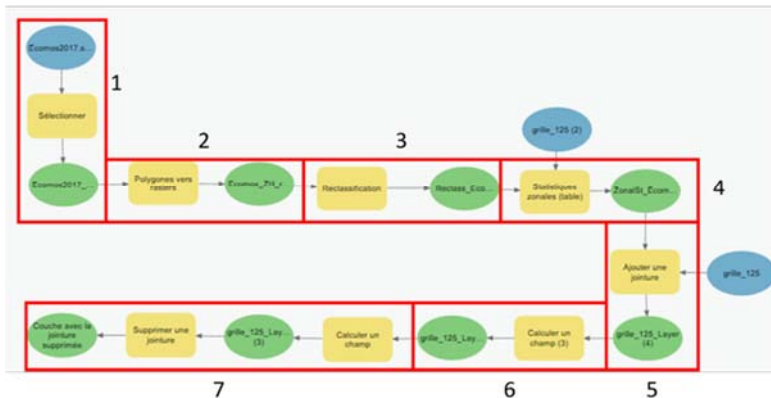 Ecomos2017.s...
1
Sélectionner
2
3
grille_125 (2)
Ecomos2017_...
Polygones vers
rasters
Ecomos_ZH_r...
Reclassification
Reclass_Eco...
Statistiques
zonales (table)
ZonalSt_Ecom...
4
Ajouter une
jointure
grille_125
Couche avec la
jointure
supprimée
Supprimer une
jointure
grille_125_Lay...
(3)
Calculer un
champ
grille_125_Lay...
Calculer un
champ (3)
grille_125_Layer
(4)
7
6
5